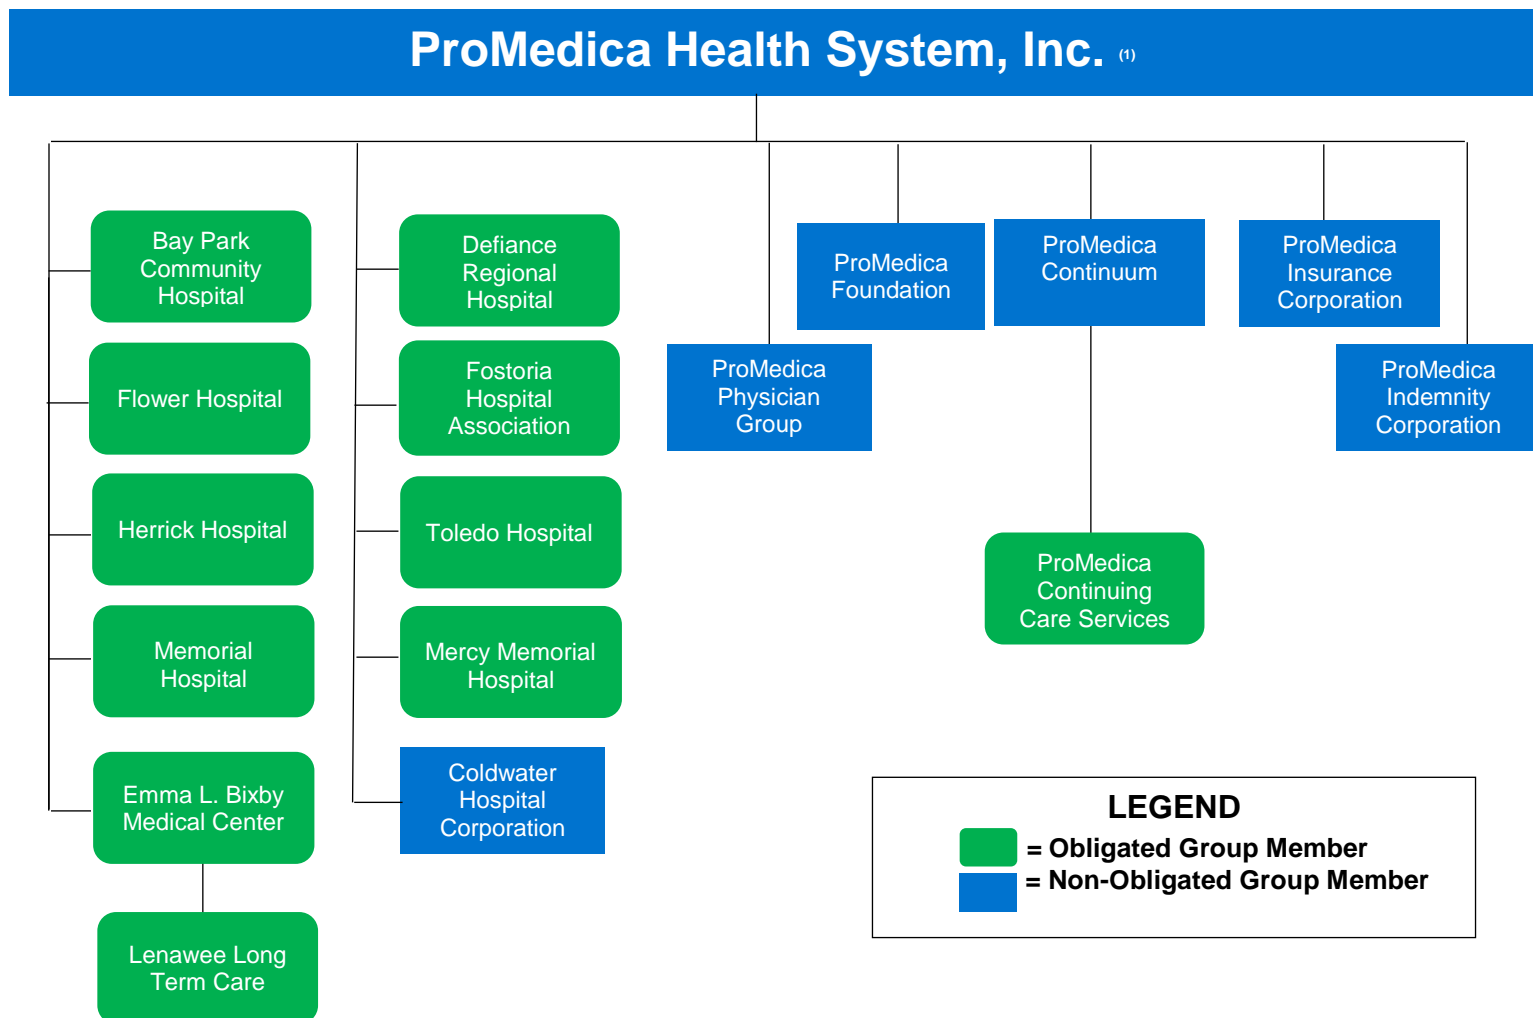 ProMedica Health System, Inc. (1)
Bay Park
Community
Hospital
Flower Hospital
Herrick Hospital
Memorial
Hospital
Emma L. Bixby
Medical Center
Lenawee Long
Term Care
Defiance
Regional
Hospital
Fostoria
Hospital
Association
Toledo Hospital
Mercy Memorial
Hospital
Coldwater
Hospital
Corporation
ProMedica
Physician
Group
ProMedica
Foundation
ProMedica
Continuum
ProMedica
Continuing
Care Services
ProMedica
Insurance
Corporation
ProMedica
Indemnity
Corporation
LEGEND
= Obligated Group Member
= Non-Obligated Group Member